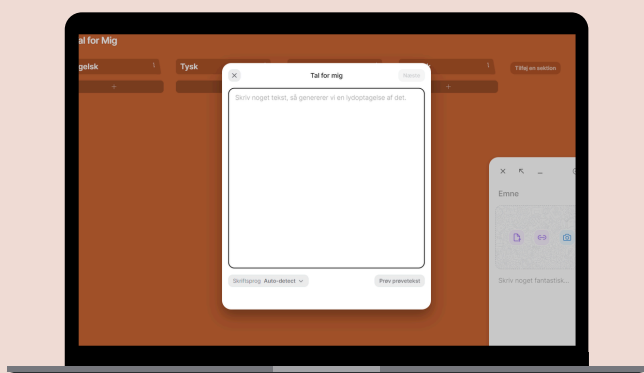 al for Mig
gelsk
Tysk
Tilføj en sektion
Tal for mig
Næste
Skriv noget tekst, så genererer vi en lydoptagelse af det.
Skriftsprog Auto-detect
Prøv prøvetekst
Emne
Skriv noget fantastisk...